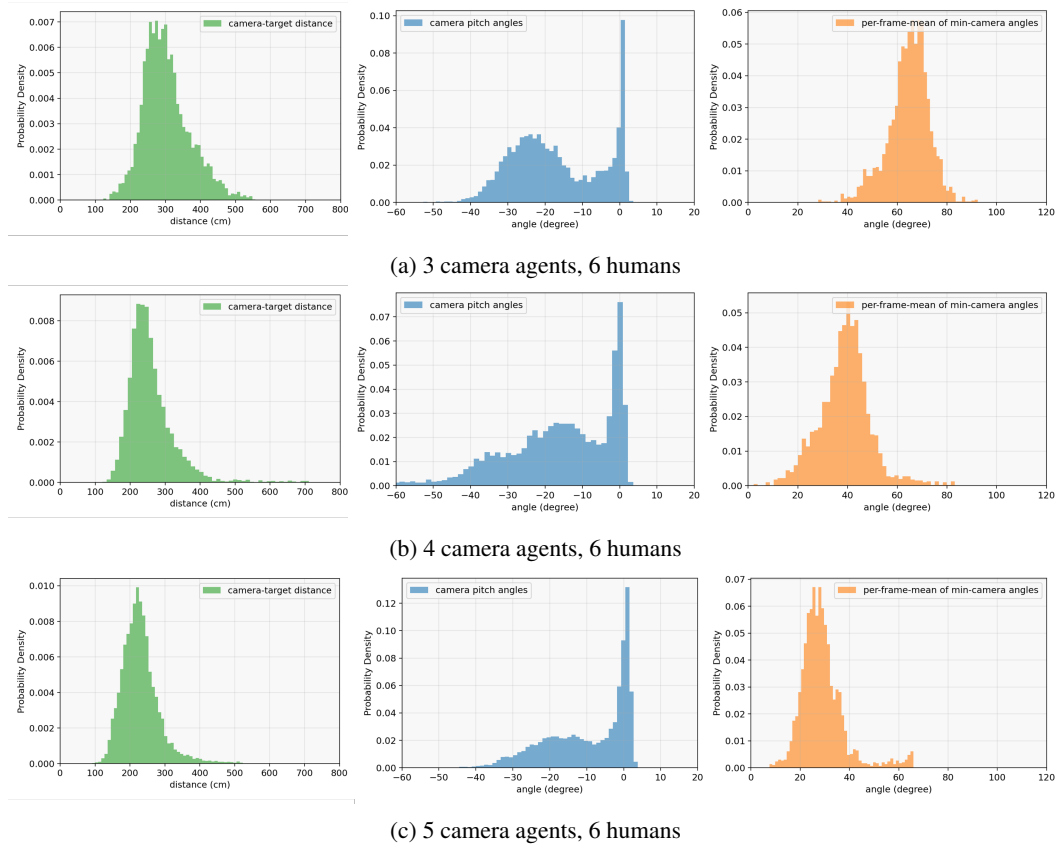 camera-target distance
Probability Density
0.007
0.006
0.005
0.004
0.003
0.002
0.001
0.000
0 100 200 300 400 500 600 700 800
distance (cm)
camera pitch angles
Probability Density
0.10
0.08
0.06
0.04
0.02
0.00
−60 −50 −40 −30 −20 −10 0 10 20
angle (degree)
per-frame-mean of min-camera angles
Probability Density
0.06
0.05
0.04
0.03
0.02
0.01
0.00
0 20 40 60 80 100 120
angle (degree)
(a) 3 camera agents, 6 humans
camera-target distance
Probability Density
0.008
0.006
0.004
0.002
0.000
0 100 200 300 400 500 600 700 800
distance (cm)
camera pitch angles
Probability Density
0.07
0.06
0.05
0.04
0.03
0.02
0.01
0.00
−60 −50 −40 −30 −20 −10 0 10 20
angle (degree)
per-frame-mean of min-camera angles
Probability Density
0.05
0.04
0.03
0.02
0.01
0.00
0 20 40 60 80 100 120
angle (degree)
(b) 4 camera agents, 6 humans
camera-target distance
Probability Density
0.010
0.008
0.006
0.004
0.002
0.000
0 100 200 300 400 500 600 700 800
distance (cm)
camera pitch angles
Probability Density
0.12
0.10
0.08
0.06
0.04
0.02
0.00
−60 −50 −40 −30 −20 −10 0 10 20
angle (degree)
per-frame-mean of min-camera angles
Probability Density
0.07
0.06
0.05
0.04
0.03
0.02
0.01
0.00
0 20 40 60 80 100 120
angle (degree)
(c) 5 camera agents, 6 humans